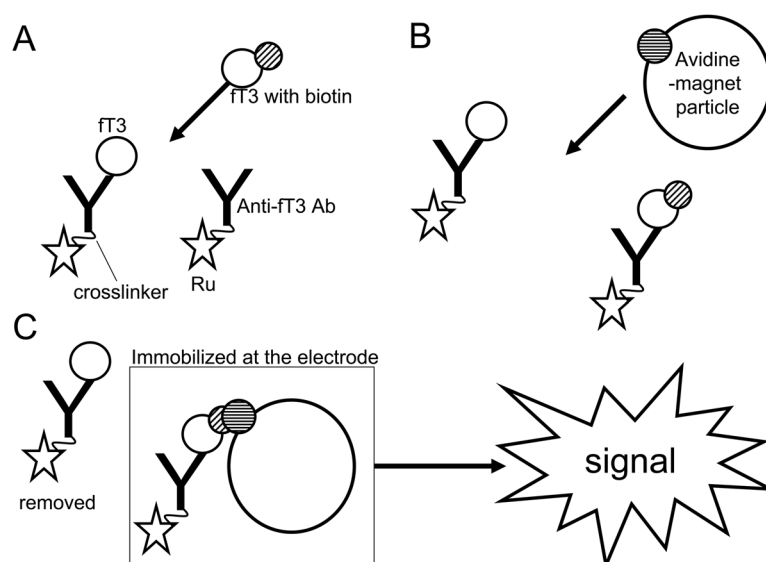 A
fT3 with biotin
fT3
Anti-fT3 Ab
Ru
crosslinker
B
Avidine
-magnet
particle
C
Immobilized at the electrode
removed
signal